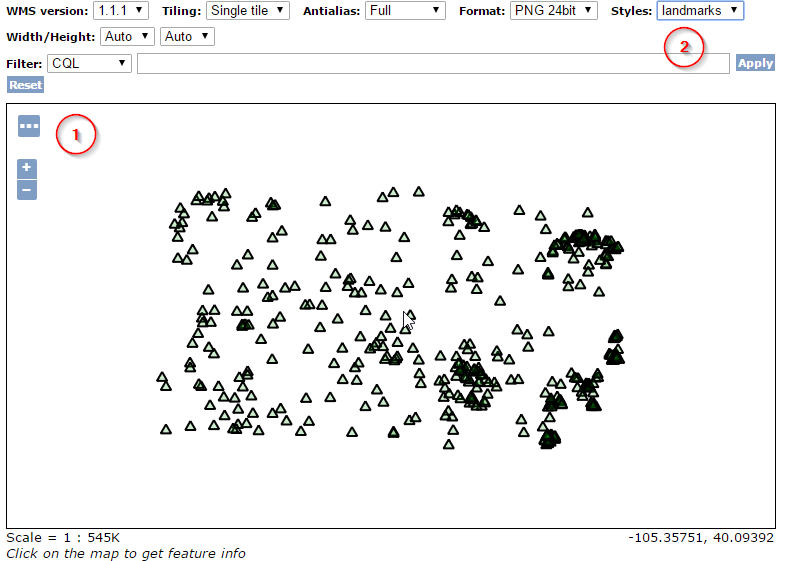 WMS version: 1.1.1 Tiling: Single tile Antialias: Full Format: PNG 24bit Styles: landmarks
Width/Height: Auto Auto
2
Filter: CQL Apply
Reset
1
+
−
Scale = 1 : 545K -105.35751, 40.09392
Click on the map to get feature info